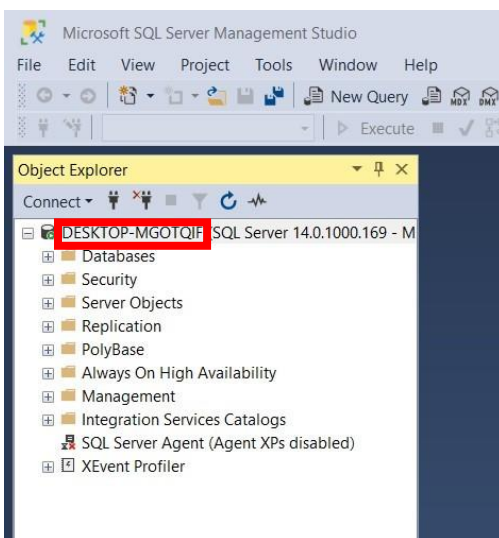 Microsoft SQL Server Management Studio
File Edit View Project Tools Window Help
New Query MDX DMX
Execute
Object Explorer
Connect
DESKTOP-MGOTQIF (SQL Server 14.0.1000.169 - M
Databases
Security
Server Objects
Replication
PolyBase
Always On High Availability
Management
Integration Services Catalogs
SQL Server Agent (Agent XPs disabled)
XEvent Profiler